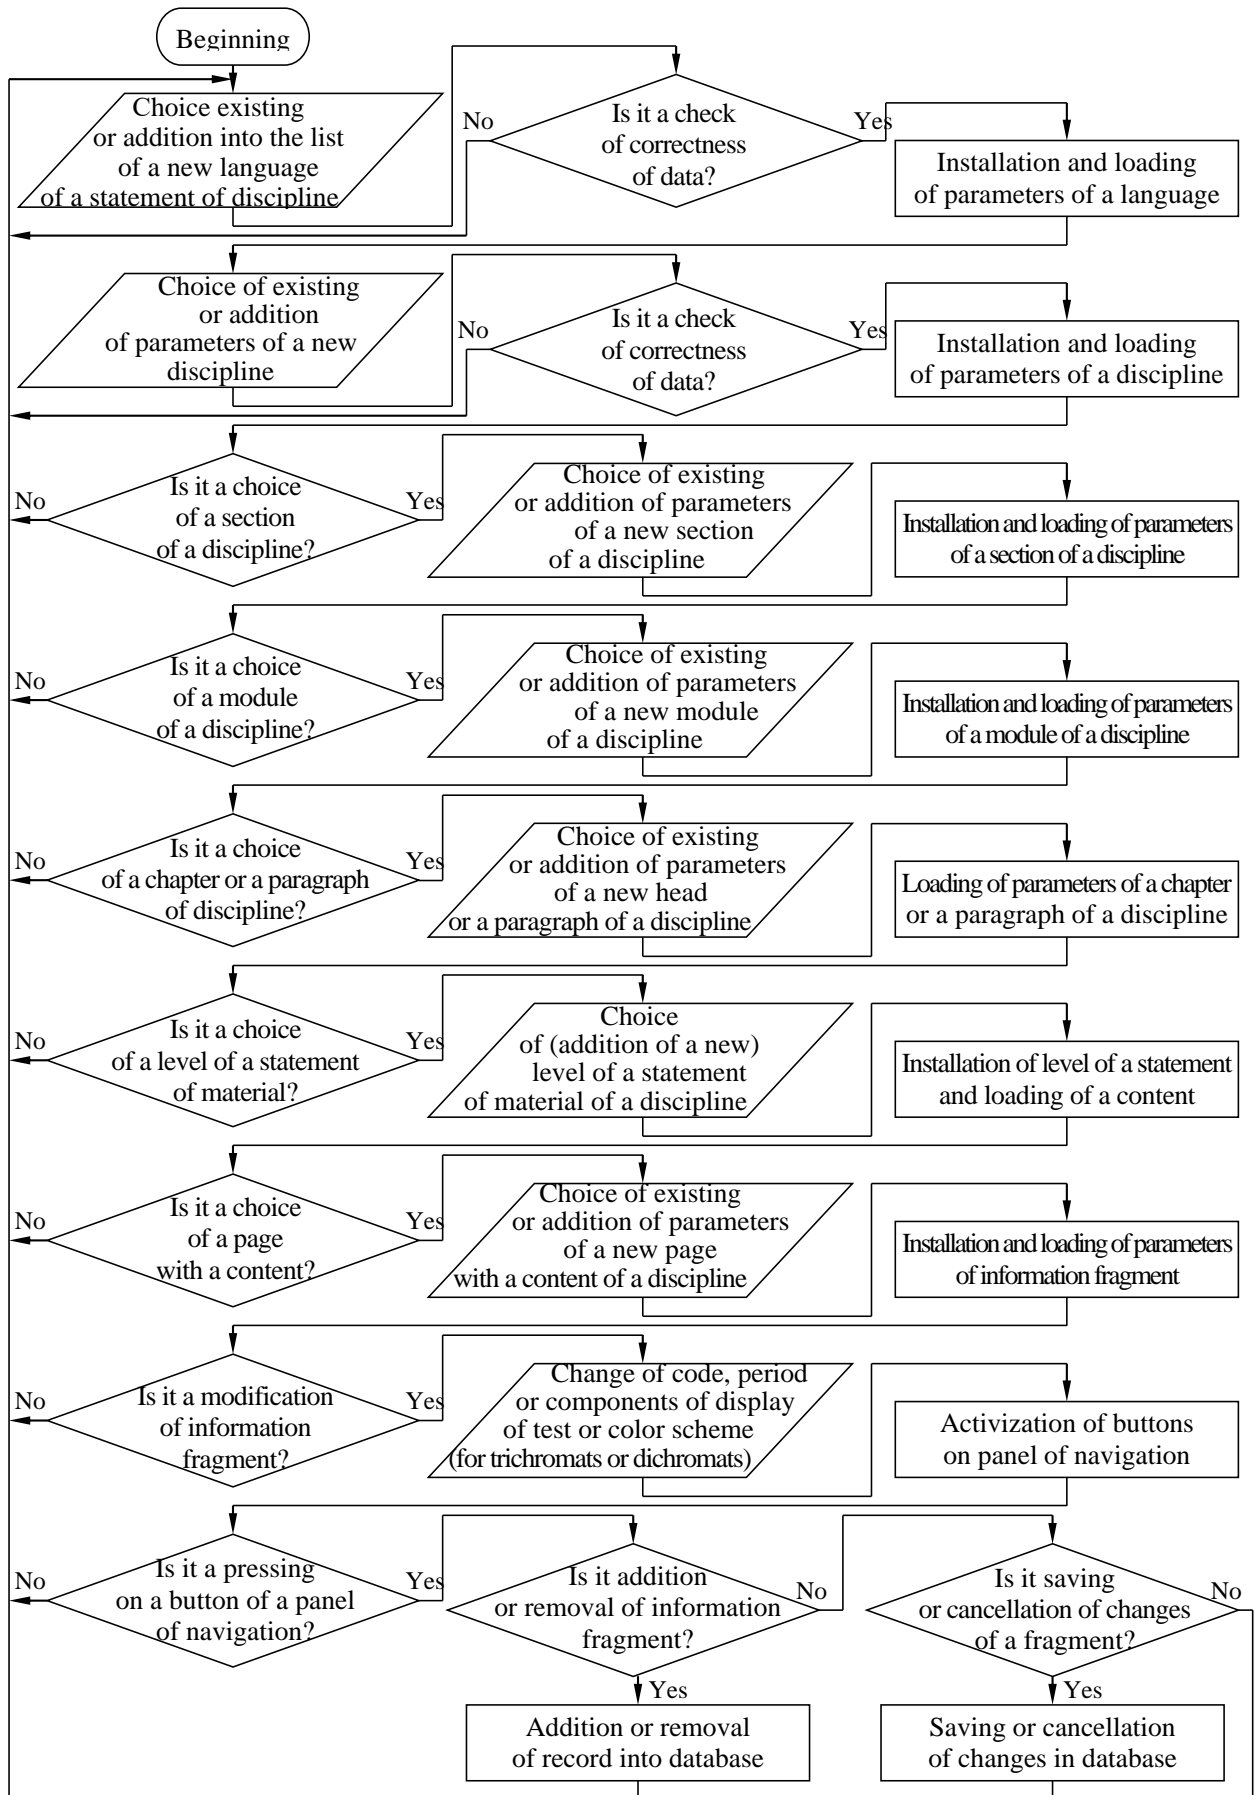 Beginning
Choice existing
or addition into the list
of a new language
of a statement of discipline
No
Is it a check
of correctness
of data?
Yes
Installation and loading
of parameters of a language
Choice of existing
or addition
of parameters of a new
discipline
No
Is it a check
of correctness
of data?
Yes
Installation and loading
of parameters of a discipline
No
Is it a choice
of a section
of a discipline?
Yes
Choice of existing
or addition of parameters
of a new section
of a discipline
Installation and loading of parameters
of a section of a discipline
No
Is it a choice
of a module
of a discipline?
Yes
Choice of existing
or addition of parameters
of a new module
of a discipline
Installation and loading of parameters
of a module of a discipline
No
Is it a choice
of a chapter or a paragraph
of discipline?
Yes
Choice of existing
or addition of parameters
of a new head
or a paragraph of a discipline
Loading of parameters of a chapter
or a paragraph of a discipline
No
Is it a choice
of a level of a statement
of material?
Yes
Choice
of (addition of a new)
level of a statement
of material of a discipline
Installation of level of a statement
and loading of a content
No
Is it a choice
of a page
with a content?
Yes
Choice of existing
or addition of parameters
of a new page
with a content of a discipline
Installation and loading of parameters
of information fragment
No
Is it a modification
of information
fragment?
Yes
Change of code, period
or components of display
of test or color scheme
(for trichromats or dichromats)
Activization of buttons
on panel of navigation
No
Is it a pressing
on a button of a panel
of navigation?
Yes
Is it addition
or removal of information
fragment?
No
Is it saving
or cancellation of changes
of a fragment?
No
Yes
Addition or removal
of record into database
Yes
Saving or cancellation
of changes in database